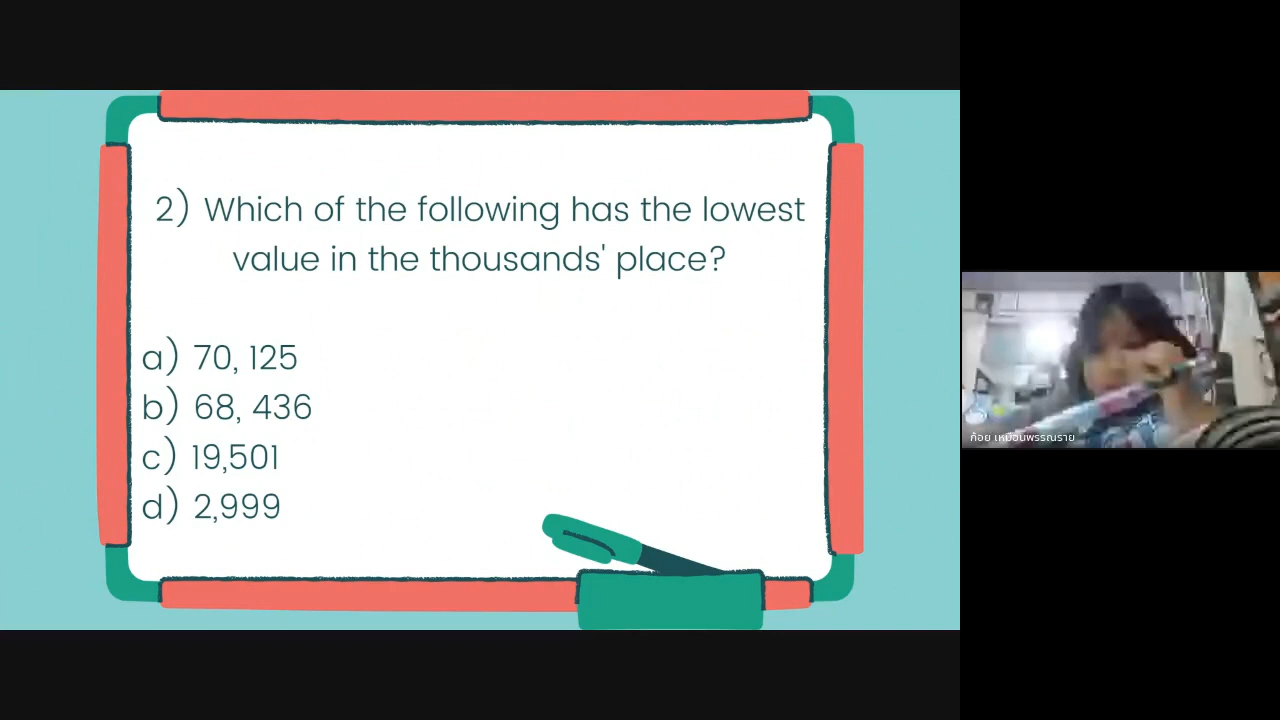 2) Which of the following has the lowest
value in the thousands' place?
a) 70, 125
b) 68, 436
c) 19,501
d) 2,999
ก้อย เหมือนพรรณราย